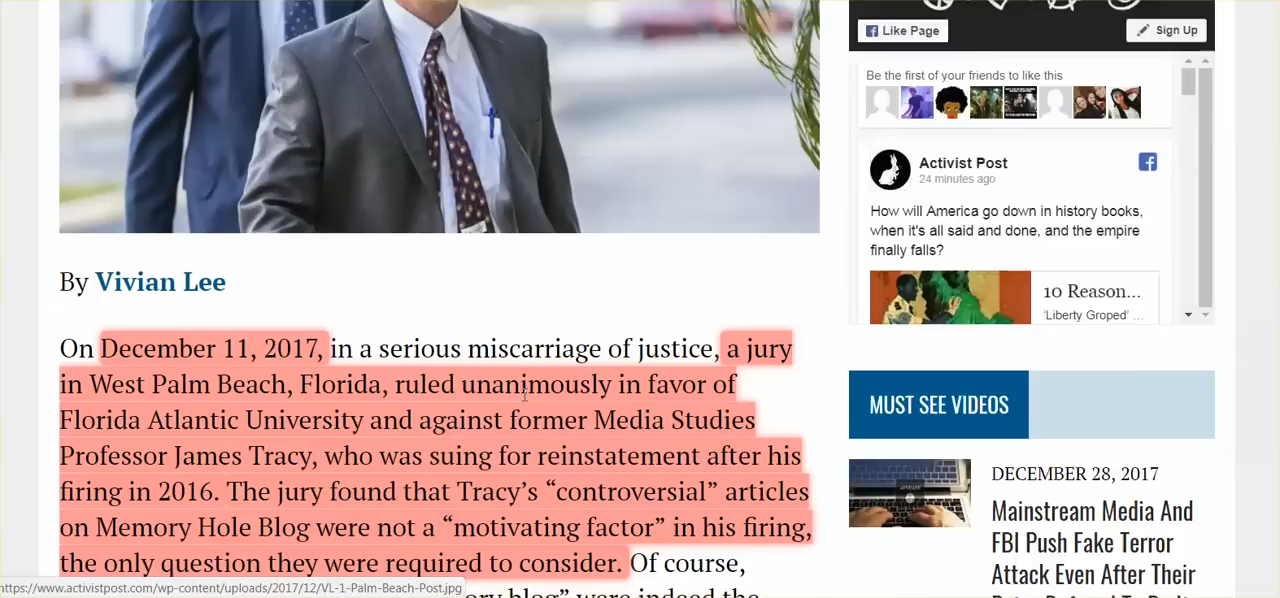 Like Page
Sign Up
Be the first of your friends to like this
Activist Post
24 minutes ago
How will America go down in history books,
when it's all said and done, and the empire
finally falls?
10 Reason...
'Liberty Groped' ...
By Vivian Lee
On December 11, 2017, in a serious miscarriage of justice, a jury
in West Palm Beach, Florida, ruled unanimously in favor of
Florida Atlantic University and against former Media Studies
Professor James Tracy, who was suing for reinstatement after his
firing in 2016. The jury found that Tracy’s “controversial” articles
on Memory Hole Blog were not a “motivating factor” in his firing,
the only question they were required to consider. Of course,
ory blog” were indeed the
https://www.activistpost.com/wp-content/uploads/2017/12/VL-1-Palm-Beach-Post.jpg
MUST SEE VIDEOS
DECEMBER 28, 2017
Mainstream Media And
FBI Push Fake Terror
Attack Even After Their